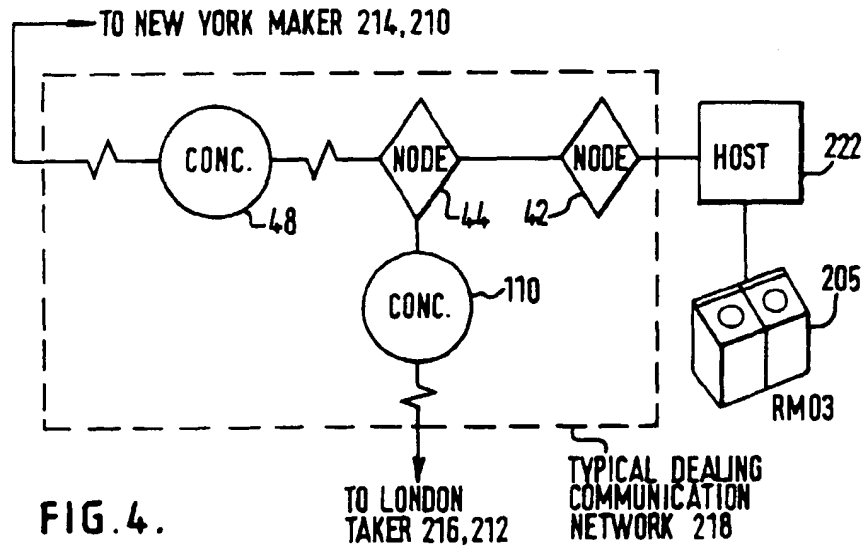 TO NEW YORK MAKER 214,210
CONC.
48
NODE
44
NODE
42
HOST
222
CONC.
110
205
RM03
TO LONDON
TAKER 216,212
TYPICAL DEALING
COMMUNICATION
NETWORK 218
FIG.4.